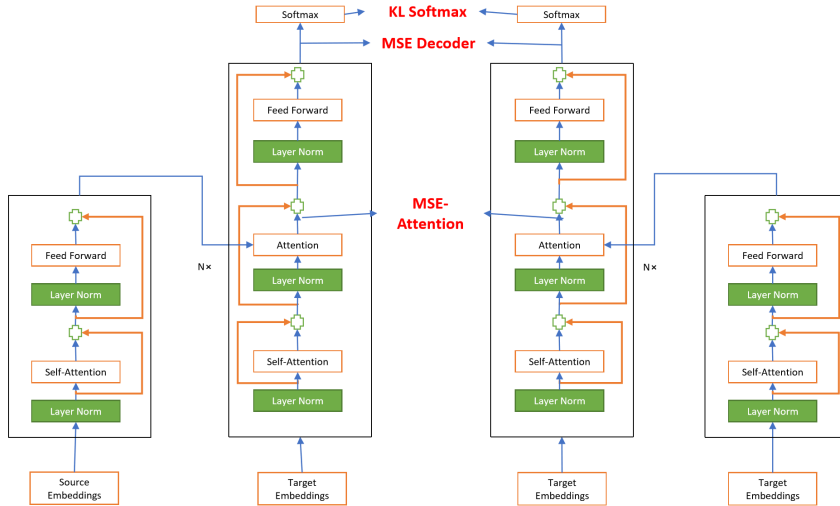 Softmax
KL Softmax
Softmax
MSE Decoder
Feed Forward
Feed Forward
Layer Norm
Layer Norm
MSE-
Attention
Attention
Attention
Feed Forward
Feed Forward
N×
N×
Layer Norm
Layer Norm
Layer Norm
Layer Norm
Self-Attention
Self-Attention
Self-Attention
Self-Attention
Layer Norm
Layer Norm
Layer Norm
Layer Norm
Source
Embeddings
Target
Embeddings
Target
Embeddings
Target
Embeddings